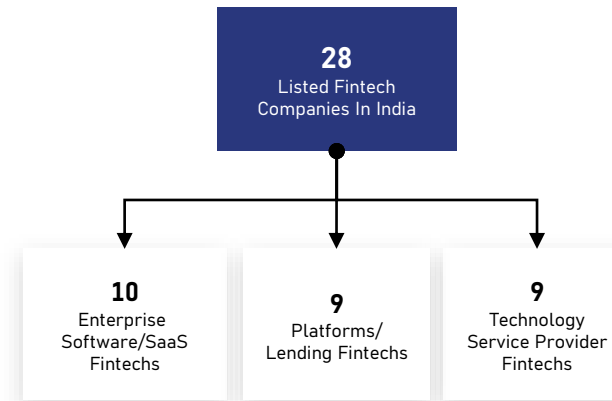 28
Listed Fintech
Companies In India
10
Enterprise
Software/SaaS
Fintechs
9
Platforms/
Lending Fintechs
9
Technology
Service Provider
Fintechs